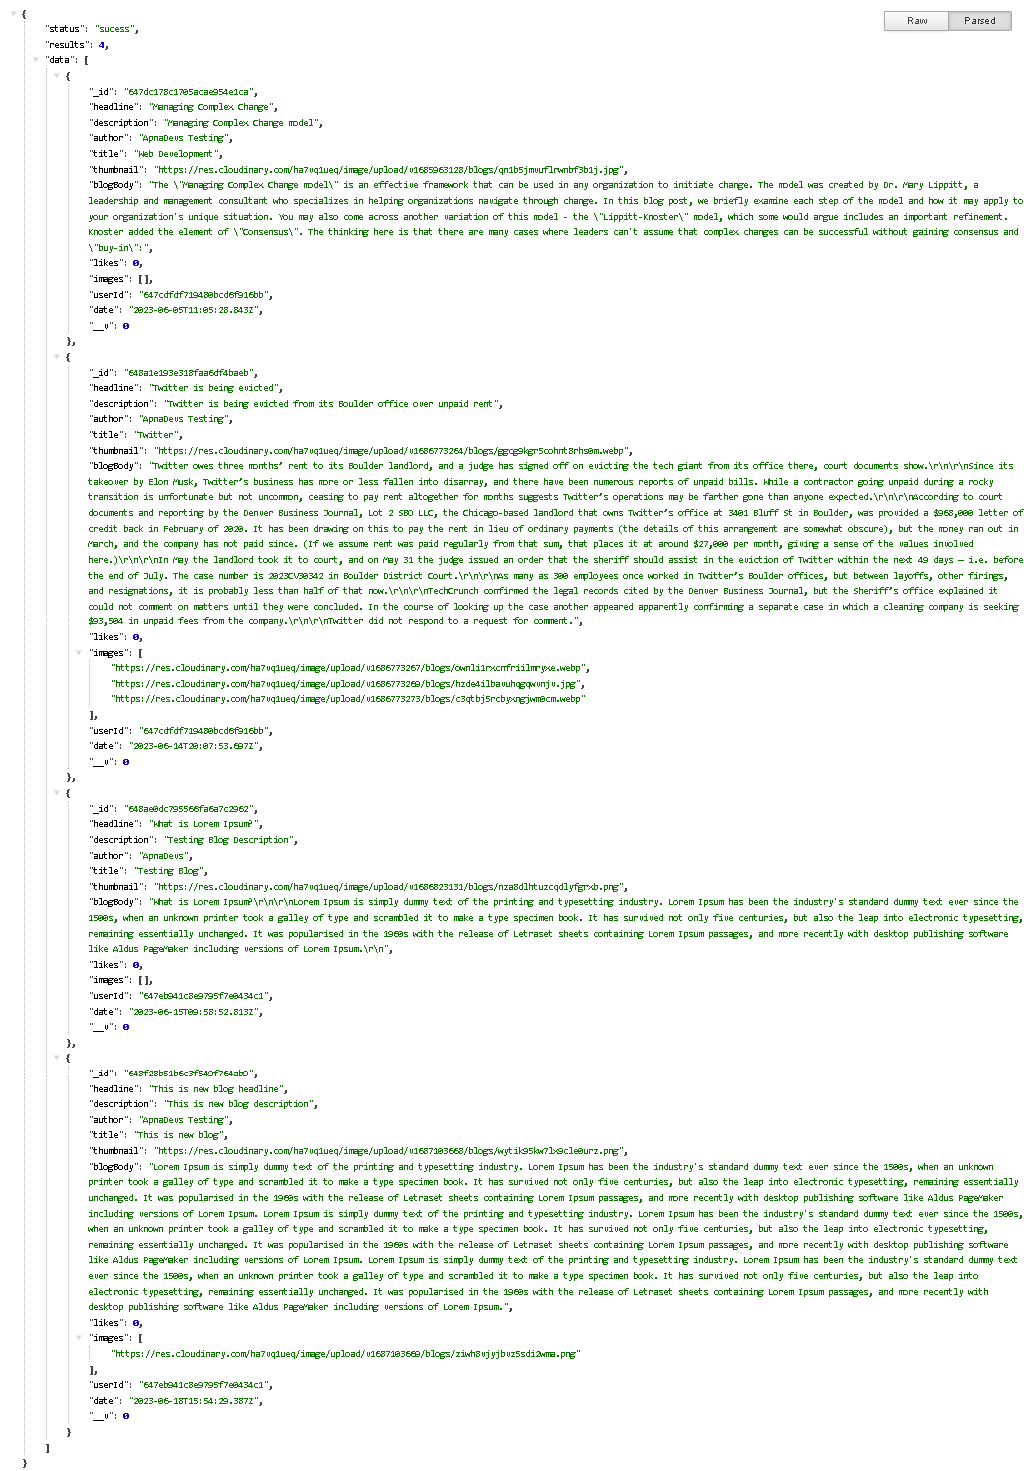 Raw Parsed
{
"status": "sucess",
"results": 4,
"data": [
{
"_id": "647dc178c1705acae954e1ca",
"headline": "Managing Complex Change",
"description": "Managing Complex Change model",
"author": "ApnaDevs Testing",
"title": "Web Development",
"thumbnail": "https://res.cloudinary.com/ha7vq1ueq/image/upload/v1685963128/blogs/qn1b5jmvuflrwnbf3b1j.jpg",
"blogBody": "The \"Managing Complex Change model\" is an effective framework that can be used in any organization to initiate change. The model was created by Dr. Mary Lippitt, a
leadership and management consultant who specializes in helping organizations navigate through change. In this blog post, we briefly examine each step of the model and how it may apply to
your organization's unique situation. You may also come across another variation of this model - the \"Lippitt-Knoster\" model, which some would argue includes an important refinement.
Knoster added the element of \"Consensus\". The thinking here is that there are many cases where leaders can't assume that complex changes can be successful without gaining consensus and
\"buy-in\":",
"likes": 0,
"images": [],
"userId": "647cdfdf719480bcd6f916bb",
"date": "2023-06-05T11:05:28.843Z",
"__v": 0
},
{
"_id": "648a1e193e318faa6df4baeb",
"headline": "Twitter is being evicted",
"description": "Twitter is being evicted from its Boulder office over unpaid rent",
"author": "ApnaDevs Testing",
"title": "Twitter",
"thumbnail": "https://res.cloudinary.com/ha7vq1ueq/image/upload/v1686773264/blogs/ggcg9kgr5cohnt8rhs0m.webp",
"blogBody": "Twitter owes three months’ rent to its Boulder landlord, and a judge has signed off on evicting the tech giant from its office there, court documents show.\r\n\r\nSince its
takeover by Elon Musk, Twitter’s business has more or less fallen into disarray, and there have been numerous reports of unpaid bills. While a contractor going unpaid during a rocky
transition is unfortunate but not uncommon, ceasing to pay rent altogether for months suggests Twitter’s operations may be farther gone than anyone expected.\r\n\r\nAccording to court
documents and reporting by the Denver Business Journal, Lot 2 SBO LLC, the Chicago-based landlord that owns Twitter’s office at 3401 Bluff St in Boulder, was provided a $968,000 letter of
credit back in February of 2020. It has been drawing on this to pay the rent in lieu of ordinary payments (the details of this arrangement are somewhat obscure), but the money ran out in
March, and the company has not paid since. (If we assume rent was paid regularly from that sum, that places it at around $27,000 per month, giving a sense of the values involved
here.)\r\n\r\nIn May the landlord took it to court, and on May 31 the judge issued an order that the sheriff should assist in the eviction of Twitter within the next 49 days — i.e. before
the end of July. The case number is 2023CV30342 in Boulder District Court.\r\n\r\nAs many as 300 employees once worked in Twitter’s Boulder offices, but between layoffs, other firings,
and resignations, it is probably less than half of that now.\r\n\r\nTechCrunch confirmed the legal records cited by the Denver Business Journal, but the Sheriff’s office explained it
could not comment on matters until they were concluded. In the course of looking up the case another appeared apparently confirming a separate case in which a cleaning company is seeking
$93,504 in unpaid fees from the company.\r\n\r\nTwitter did not respond to a request for comment.",
"likes": 0,
"images": [
"https://res.cloudinary.com/ha7vq1ueq/image/upload/v1686773267/blogs/ownli1rxcmfriilmryxe.webp",
"https://res.cloudinary.com/ha7vq1ueq/image/upload/v1686773269/blogs/hzde4ilbavuhqgqwvnjv.jpg",
"https://res.cloudinary.com/ha7vq1ueq/image/upload/v1686773273/blogs/c3qtbj5rcbyxngjwm0cm.webp"
],
"userId": "647cdfdf719480bcd6f916bb",
"date": "2023-06-14T20:07:53.697Z",
"__v": 0
},
{
"_id": "648ae0dc795566fa6a7c2962",
"headline": "What is Lorem Ipsum?",
"description": "Testing Blog Description",
"author": "ApnaDevs",
"title": "Testing Blog",
"thumbnail": "https://res.cloudinary.com/ha7vq1ueq/image/upload/v1686823131/blogs/nza8dlhtuzcqdlyfgrxb.png",
"blogBody": "What is Lorem Ipsum?\r\n\r\nLorem Ipsum is simply dummy text of the printing and typesetting industry. Lorem Ipsum has been the industry's standard dummy text ever since the
1500s, when an unknown printer took a galley of type and scrambled it to make a type specimen book. It has survived not only five centuries, but also the leap into electronic typesetting,
remaining essentially unchanged. It was popularised in the 1960s with the release of Letraset sheets containing Lorem Ipsum passages, and more recently with desktop publishing software
like Aldus PageMaker including versions of Lorem Ipsum.\r\n",
"likes": 0,
"images": [],
"userId": "647eb941c8e9795f7e0434c1",
"date": "2023-06-15T09:58:52.813Z",
"__v": 0
},
{
"_id": "648f28b51b6c3f549f764ab9",
"headline": "This is new blog headline",
"description": "This is new blog description",
"author": "ApnaDevs Testing",
"title": "This is new blog",
"thumbnail": "https://res.cloudinary.com/ha7vq1ueq/image/upload/v1687103668/blogs/wytik95kw7lx9cle0urz.png",
"blogBody": "Lorem Ipsum is simply dummy text of the printing and typesetting industry. Lorem Ipsum has been the industry's standard dummy text ever since the 1500s, when an unknown
printer took a galley of type and scrambled it to make a type specimen book. It has survived not only five centuries, but also the leap into electronic typesetting, remaining essentially
unchanged. It was popularised in the 1960s with the release of Letraset sheets containing Lorem Ipsum passages, and more recently with desktop publishing software like Aldus PageMaker
including versions of Lorem Ipsum. Lorem Ipsum is simply dummy text of the printing and typesetting industry. Lorem Ipsum has been the industry's standard dummy text ever since the 1500s,
when an unknown printer took a galley of type and scrambled it to make a type specimen book. It has survived not only five centuries, but also the leap into electronic typesetting,
remaining essentially unchanged. It was popularised in the 1960s with the release of Letraset sheets containing Lorem Ipsum passages, and more recently with desktop publishing software
like Aldus PageMaker including versions of Lorem Ipsum. Lorem Ipsum is simply dummy text of the printing and typesetting industry. Lorem Ipsum has been the industry's standard dummy text
ever since the 1500s, when an unknown printer took a galley of type and scrambled it to make a type specimen book. It has survived not only five centuries, but also the leap into
electronic typesetting, remaining essentially unchanged. It was popularised in the 1960s with the release of Letraset sheets containing Lorem Ipsum passages, and more recently with
desktop publishing software like Aldus PageMaker including versions of Lorem Ipsum.",
"likes": 0,
"images": [
"https://res.cloudinary.com/ha7vq1ueq/image/upload/v1687103669/blogs/ziwh8vjyjbvz5sdi2wma.png"
],
"userId": "647eb941c8e9795f7e0434c1",
"date": "2023-06-18T15:54:29.387Z",
"__v": 0
}
]
}